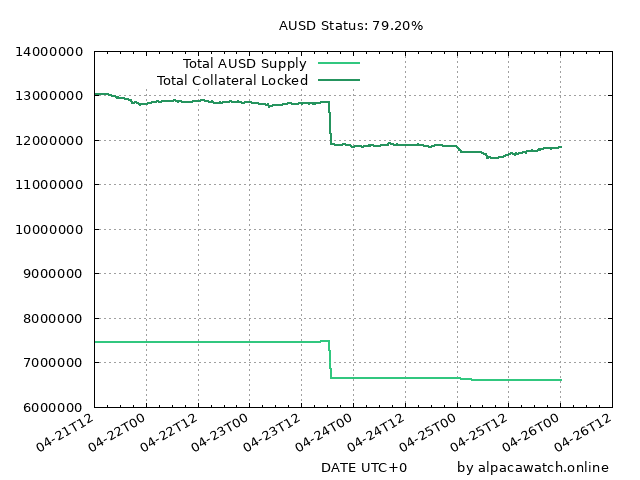 AUSD Status: 79.20%
14000000
13000000
12000000
11000000
10000000
9000000
8000000
7000000
6000000
Total AUSD Supply
Total Collateral Locked
04-21T12
04-22T00
04-22T12
04-23T00
04-23T12
04-24T00
04-24T12
04-25T00
04-25T12
04-26T00
04-26T12
DATE UTC+0
by alpacawatch.online